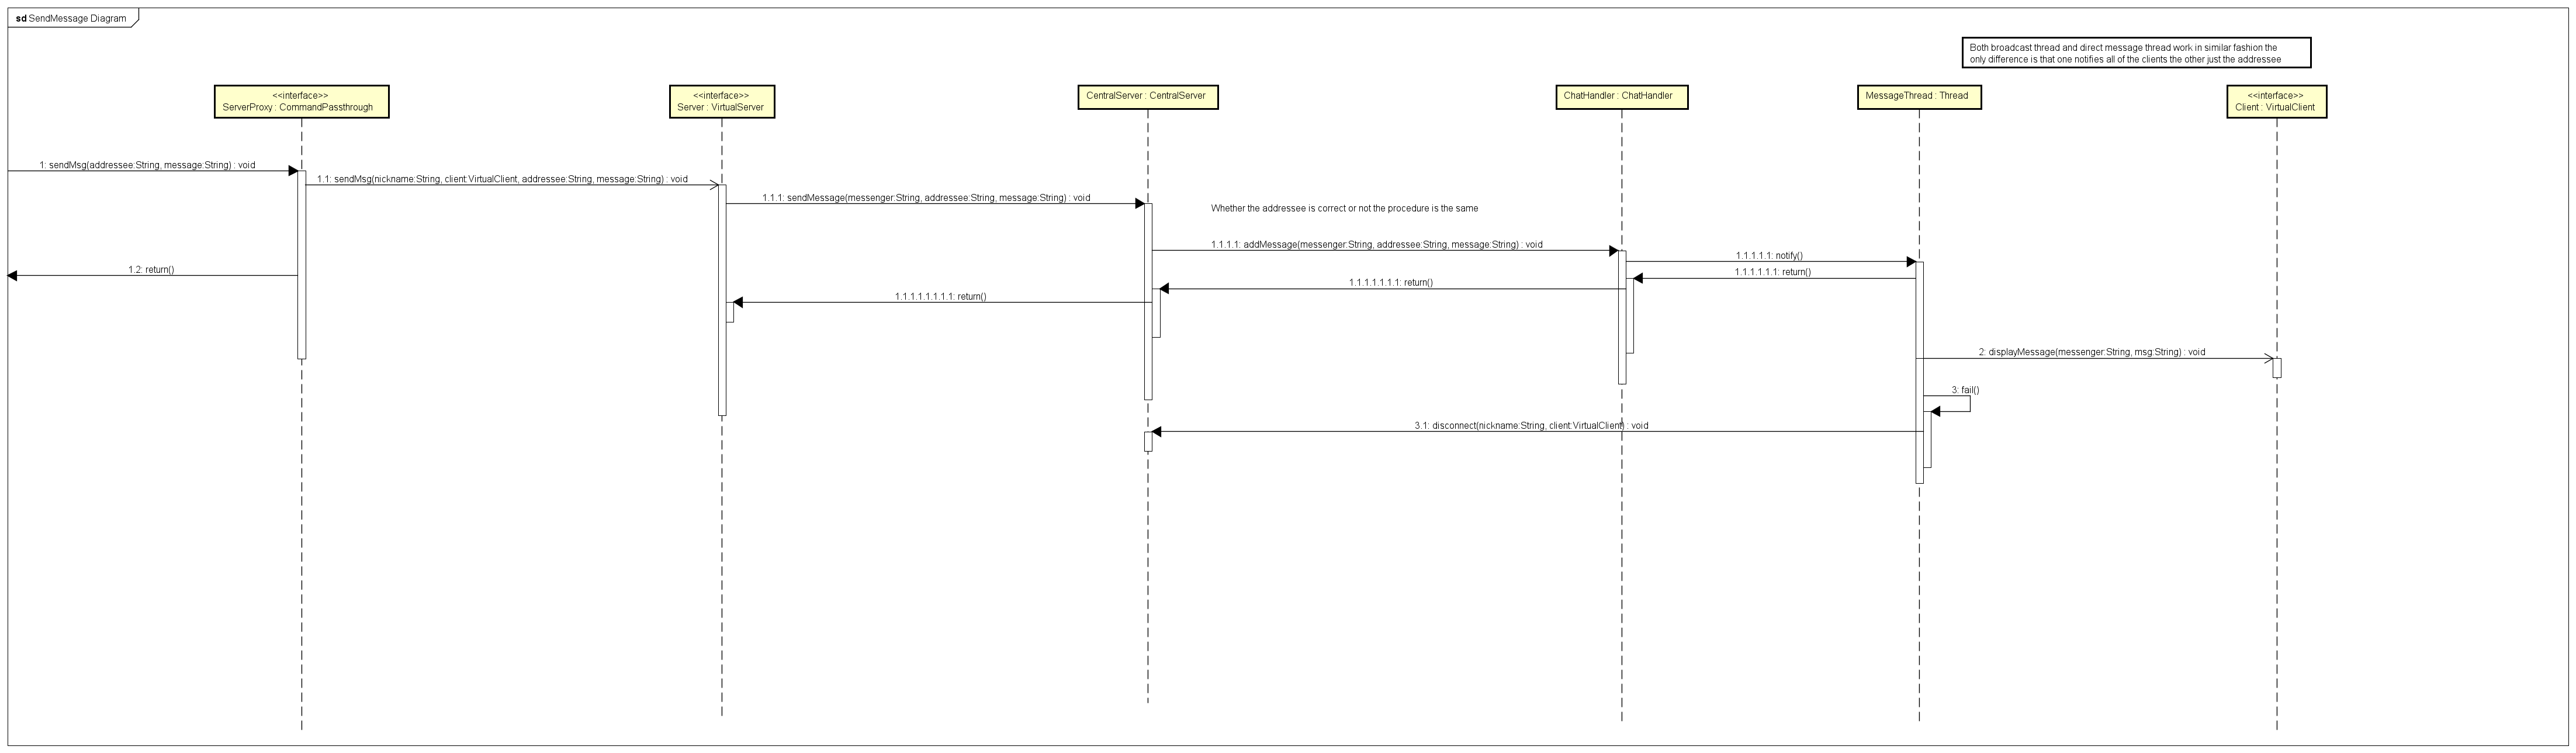 sd SendMessage Diagram
Both broadcast thread and direct message thread work in similar fashion the
only difference is that one notifies all of the clients the other just the addressee
<<interface>>
ServerProxy : CommandPassthrough
<<interface>>
Server : VirtualServer
CentralServer : CentralServer
ChatHandler : ChatHandler
MessageThread : Thread
<<interface>>
Client : VirtualClient
1: sendMsg(addressee:String, message:String) : void
1.1: sendMsg(nickname:String, client:VirtualClient, addressee:String, message:String) : void
1.1.1: sendMessage(messenger:String, addressee:String, message:String) : void
Whether the addressee is correct or not the procedure is the same
1.1.1.1: addMessage(messenger:String, addressee:String, message:String) : void
1.1.1.1.1: notify()
1.2: return()
1.1.1.1.1.1: return()
1.1.1.1.1.1.1: return()
1.1.1.1.1.1.1.1: return()
2: displayMessage(messenger:String, msg:String) : void
3: fail()
3.1: disconnect(nickname:String, client:VirtualClient) : void